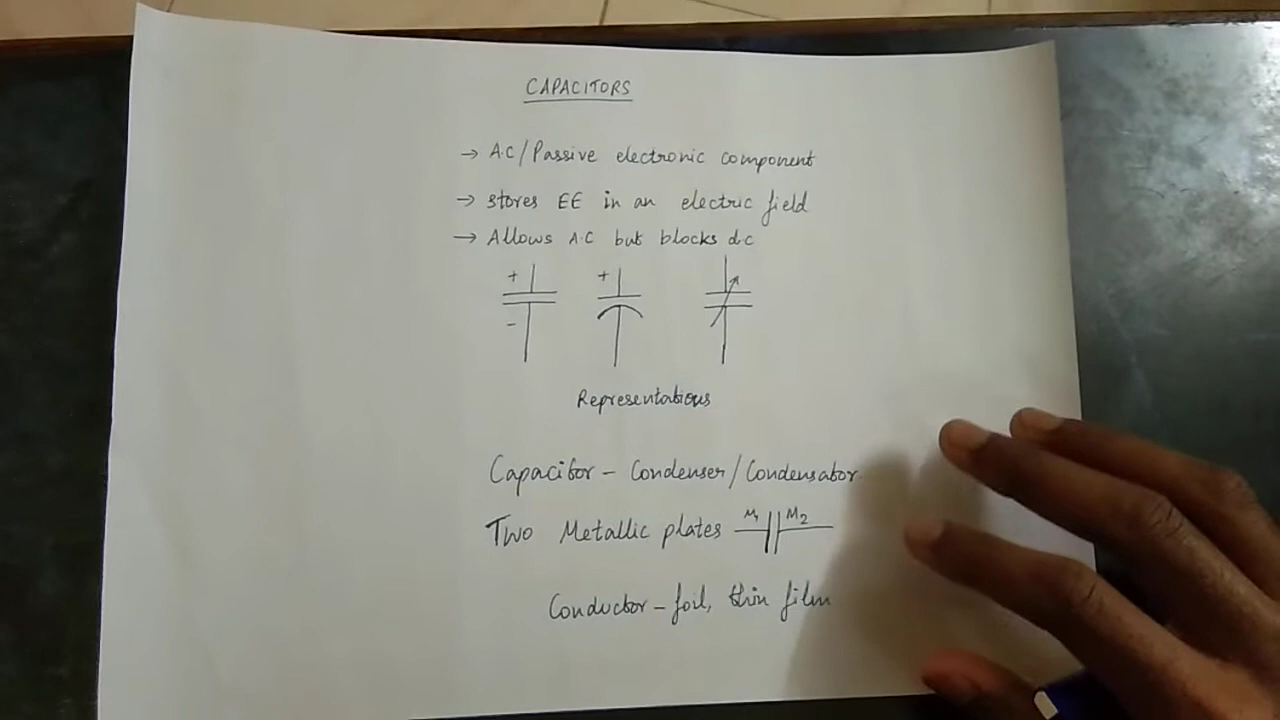 CAPACITORS
→ A.C/Passive electronic component
→ stores EE in an electric field
→ Allows A.C but blocks d.c
+ +
-
Representations
Capacitor - Condenser/Condensator
Two Metallic plates M1 M2
Conductor - foil, thin film